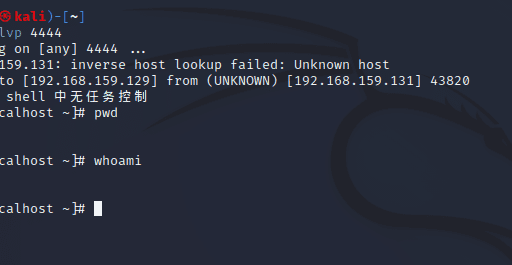 kali)-[~]
lvp 4444
g on [any] 4444 ...
159.131: inverse host lookup failed: Unknown host
to [192.168.159.129] from (UNKNOWN) [192.168.159.131] 43820
shell 中无任务控制
calhost ~]# pwd
calhost ~]# whoami
calhost ~]#